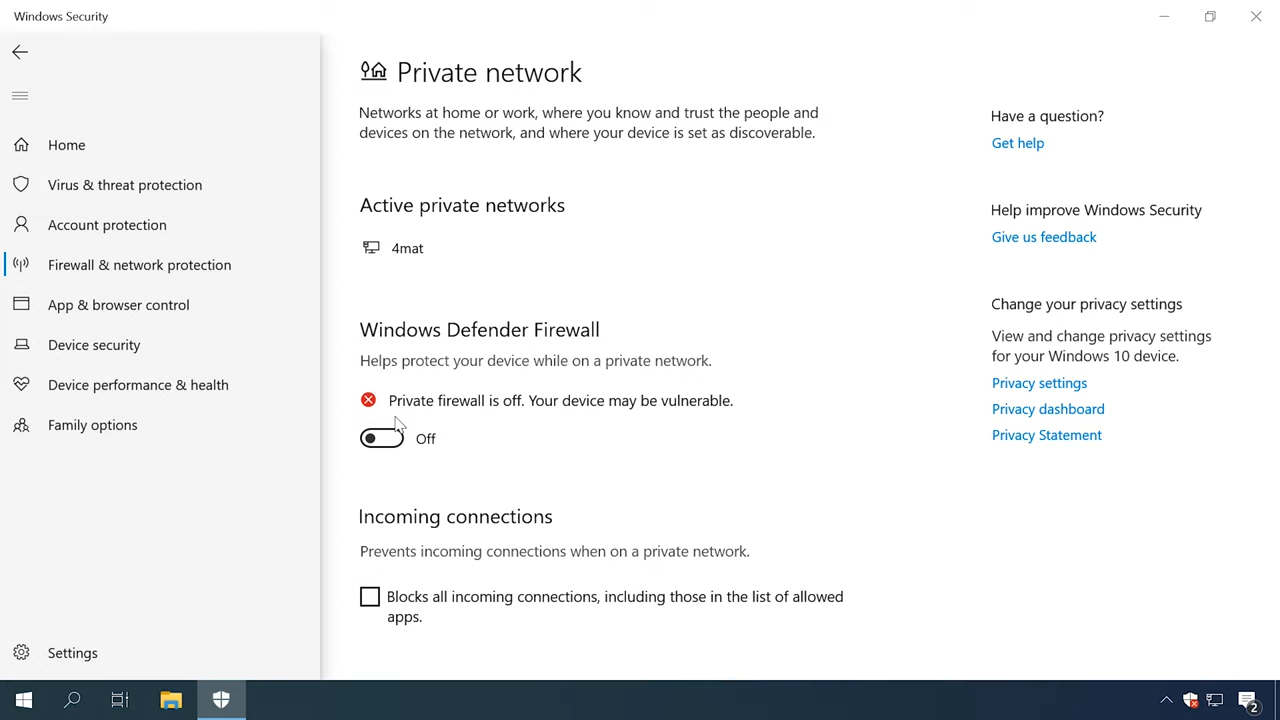 Windows Security
Home
Virus & threat protection
Account protection
Firewall & network protection
App & browser control
Device security
Device performance & health
Family options
Settings
Private network
Networks at home or work, where you know and trust the people and
devices on the network, and where your device is set as discoverable.
Active private networks
4mat
Windows Defender Firewall
Helps protect your device while on a private network.
Private firewall is off. Your device may be vulnerable.
Off
Incoming connections
Prevents incoming connections when on a private network.
Blocks all incoming connections, including those in the list of allowed
apps.
Have a question?
Get help
Help improve Windows Security
Give us feedback
Change your privacy settings
View and change privacy settings
for your Windows 10 device.
Privacy settings
Privacy dashboard
Privacy Statement
2